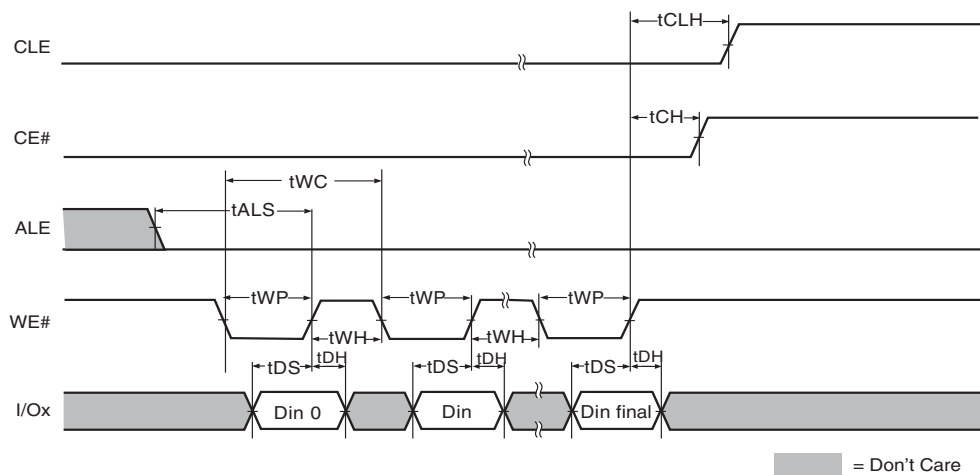 tCLH
CLE
tCH
CE#
tWC
tALS
ALE
tWP tWP tWP
WE#
tWH tWH
tDS tDH tDS tDH tDS tDH
I/Ox Din 0 Din Din final
= Don't Care